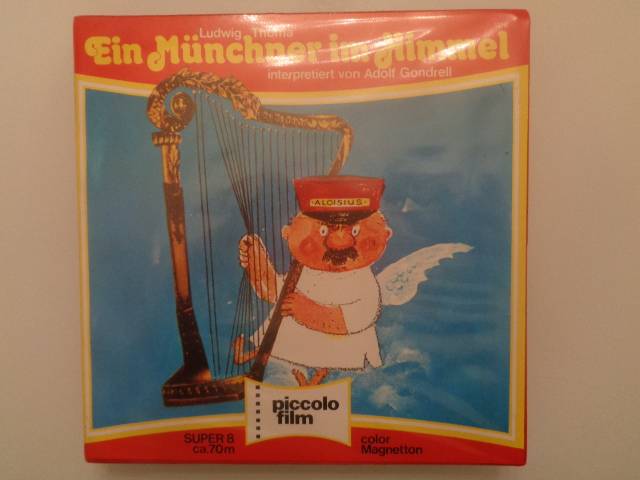 Ludwig Thoma
Ein Münchner im Himmel
interpretiert von Adolf Gondrell
ALOISIUS
piccolo
film
SUPER 8
ca.70m
color
Magnetton